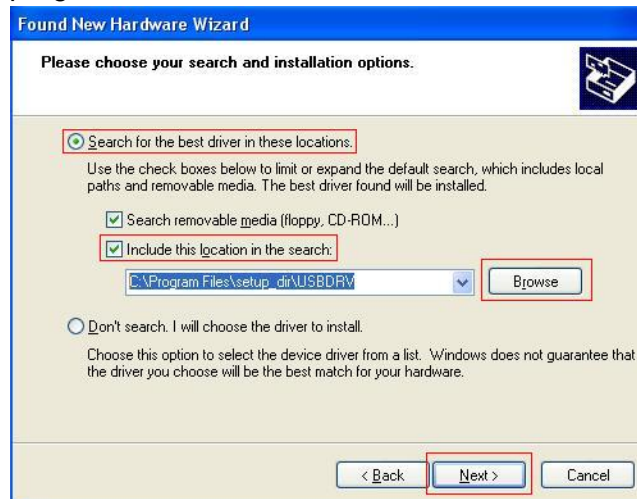 Found New Hardware Wizard
Please choose your search and installation options.
Search for the best driver in these locations.
Use the check boxes below to limit or expand the default search, which includes local
paths and removable media. The best driver found will be installed.
Search removable media (floppy, CD-ROM...)
Include this location in the search:
C:\Program Files\setup_dir\USBDRV
Browse
Don't search. I will choose the driver to install.
Choose this option to select the device driver from a list. Windows does not guarantee that
the driver you choose will be the best match for your hardware.
< Back
Next >
Cancel